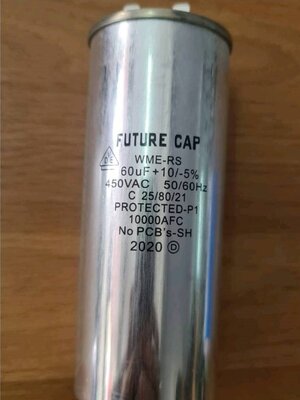 FUTURE CAP
WME-RS
60uF +10/-5%
450VAC 50/60Hz
C 25/80/21
PROTECTED-P1
10000AFC
No PCB's-SH
2020 D